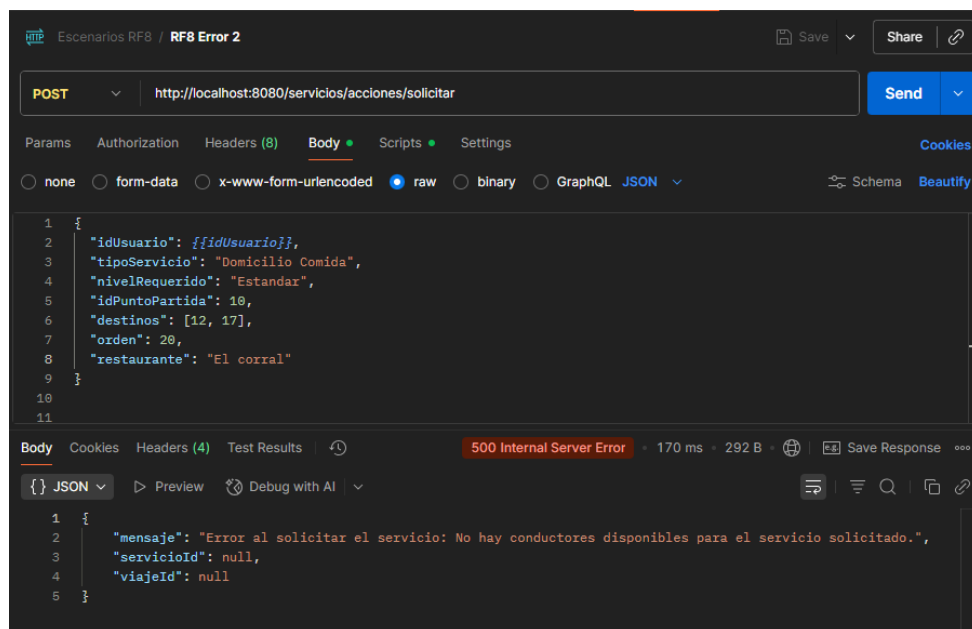 HTTP Escenarios RF8 / RF8 Error 2 Save Share
POST http://localhost:8080/servicios/acciones/solicitar Send
Params Authorization Headers (8) Body Scripts Settings Cookies
none form-data x-www-form-urlencoded raw binary GraphQL JSON Schema Beautify
1 {
2 "idUsuario": {{idUsuario}},
3 "tipoServicio": "Domicilio Comida",
4 "nivelRequerido": "Estandar",
5 "idPuntoPartida": 10,
6 "destinos": [12, 17],
7 "orden": 20,
8 "restaurante": "El corral"
9 }
10
11
Body Cookies Headers (4) Test Results 500 Internal Server Error 170 ms 292 B e.g. Save Response
{} JSON Preview Debug with AI
1 {
2 "mensaje": "Error al solicitar el servicio: No hay conductores disponibles para el servicio solicitado.",
3 "servicioId": null,
4 "viajeId": null
5 }